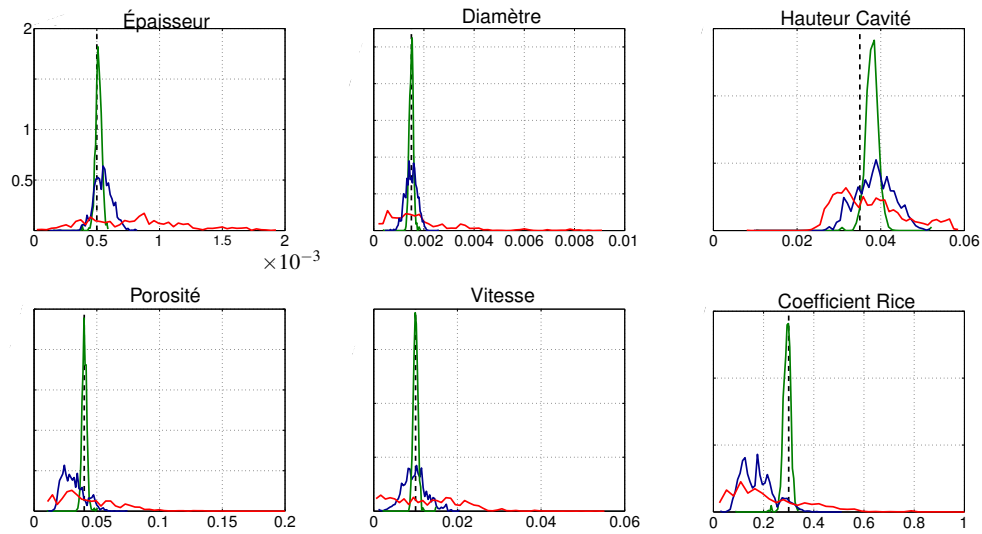 Épaisseur Diamètre Hauteur Cavité
2
1
0.5
0 0.5 1 1.5 2 0 0.002 0.004 0.006 0.008 0.01 0 0.02 0.04 0.06
×10⁻³
Porosité Vitesse Coefficient Rice
0 0.05 0.1 0.15 0.2 0 0.02 0.04 0.06 0 0.2 0.4 0.6 0.8 1